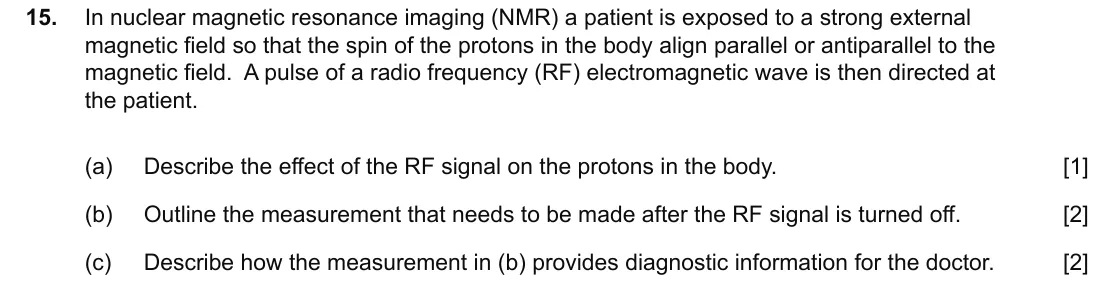 15. In nuclear magnetic resonance imaging (NMR) a patient is exposed to a strong external
magnetic field so that the spin of the protons in the body align parallel or antiparallel to the
magnetic field. A pulse of a radio frequency (RF) electromagnetic wave is then directed at
the patient.
(a) Describe the effect of the RF signal on the protons in the body. [1]
(b) Outline the measurement that needs to be made after the RF signal is turned off. [2]
(c) Describe how the measurement in (b) provides diagnostic information for the doctor. [2]